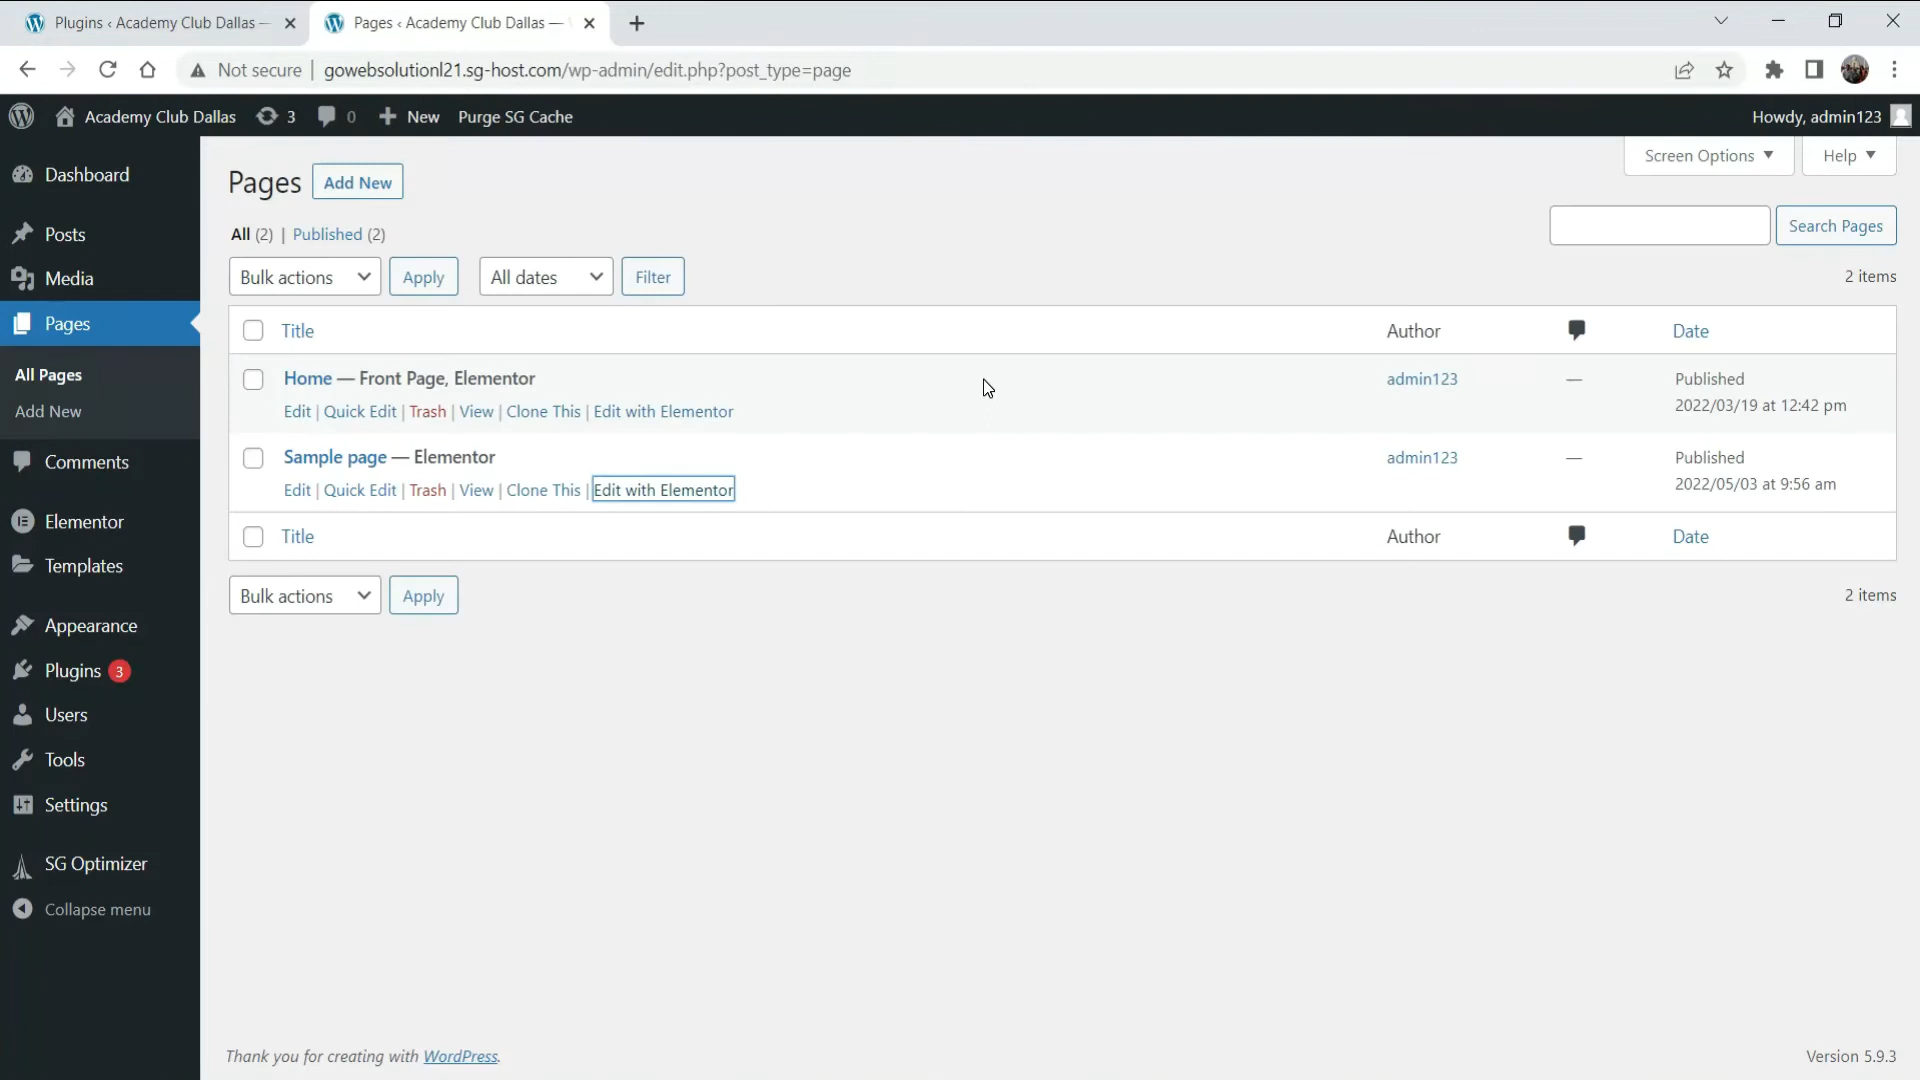 Plugins ‹ Academy Club Dallas —
Pages ‹ Academy Club Dallas —
Not secure | gowebsolutionl21.sg-host.com/wp-admin/edit.php?post_type=page
Academy Club Dallas 3 0 New Purge SG Cache
Howdy, admin123
Dashboard
Posts
Media
Pages
All Pages
Add New
Comments
Elementor
Templates
Appearance
Plugins 3
Users
Tools
Settings
SG Optimizer
Collapse menu
Screen Options Help
Pages Add New
All (2) | Published (2)
Search Pages
Bulk actions Apply All dates Filter
2 items
Title Author Date
Home — Front Page, Elementor admin123 — Published
Edit | Quick Edit | Trash | View | Clone This | Edit with Elementor 2022/03/19 at 12:42 pm
Sample page — Elementor admin123 — Published
Edit | Quick Edit | Trash | View | Clone This | Edit with Elementor 2022/05/03 at 9:56 am
Title Author Date
Bulk actions Apply
2 items
Thank you for creating with WordPress.
Version 5.9.3